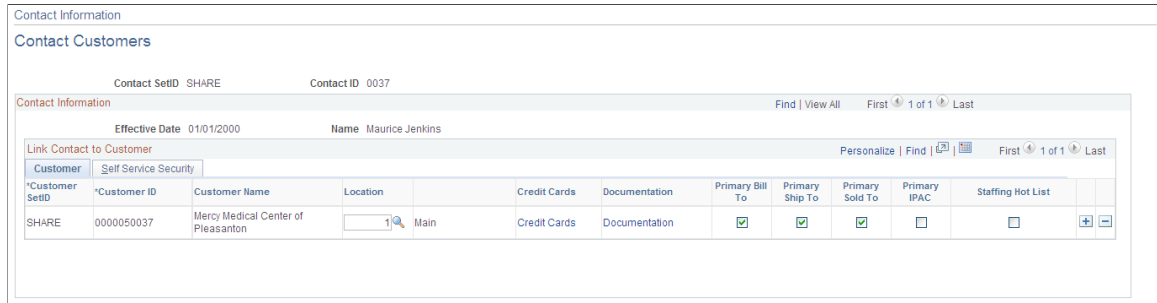 Contact Information
Contact Customers
Contact SetID SHARE Contact ID 0037
Contact Information Find | View All First 1 of 1 Last
Effective Date 01/01/2000 Name Maurice Jenkins
Link Contact to Customer Personalize | Find | | First 1 of 1 Last
Customer Self Service Security
*Customer SetID *Customer ID Customer Name Location Credit Cards Documentation Primary Bill To Primary Ship To Primary Sold To Primary IPAC Staffing Hot List
SHARE 0000050037 Mercy Medical Center of Pleasanton 1 Main Credit Cards Documentation